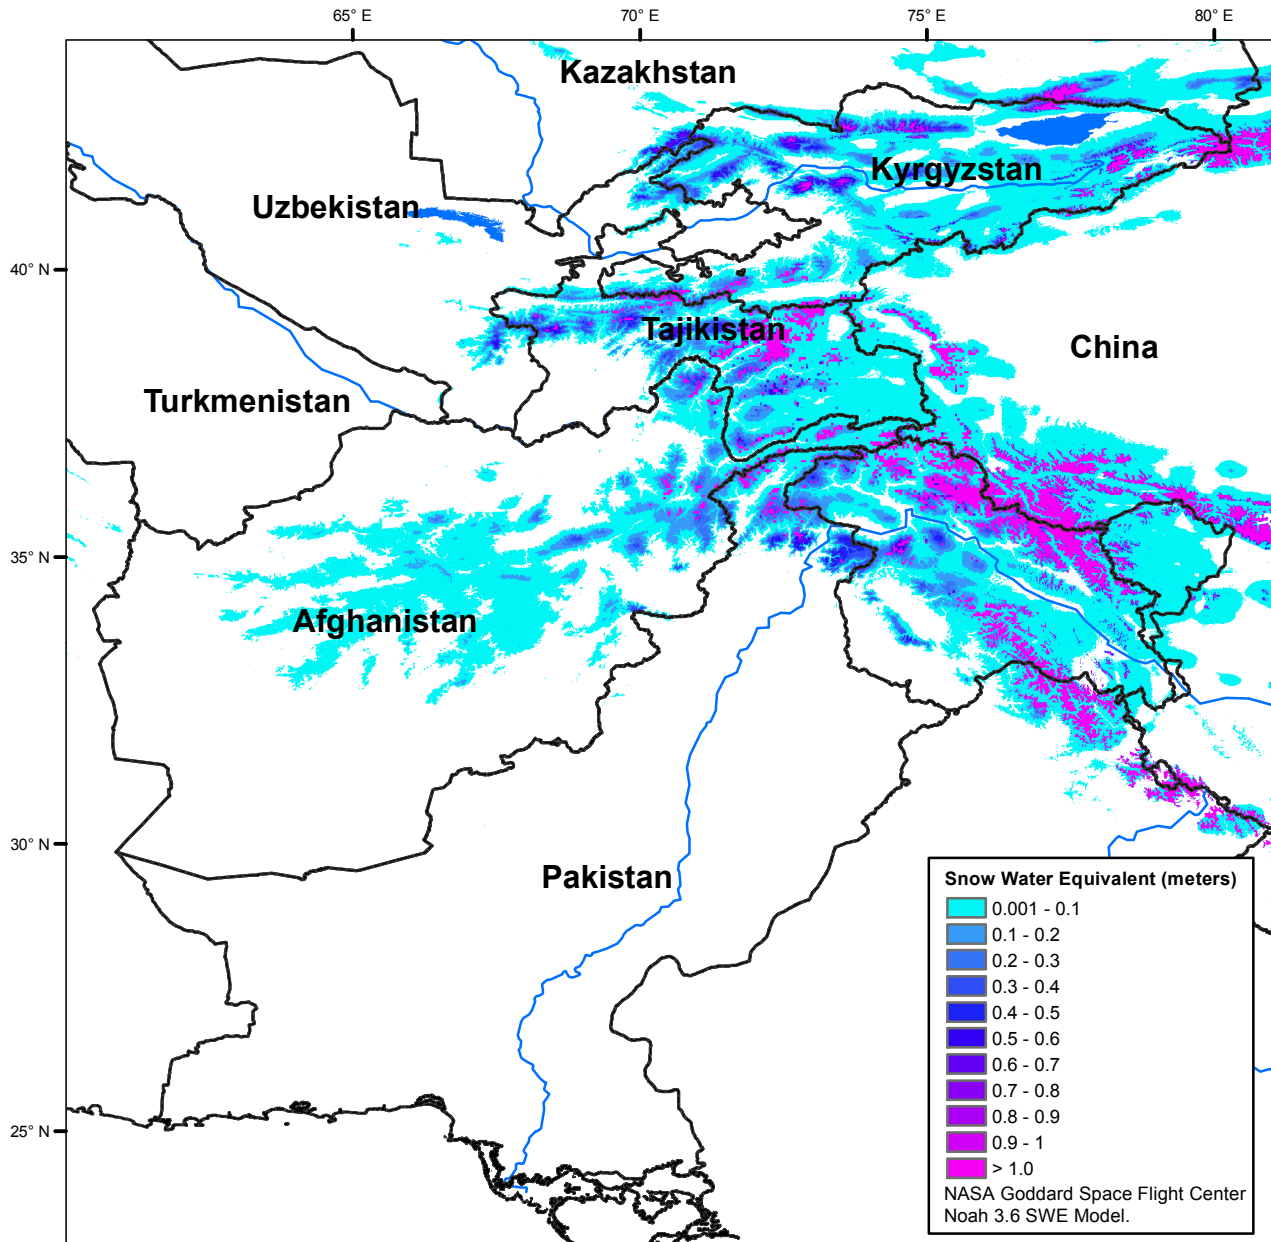 65° E
70° E
75° E
80° E
Kazakhstan
Kyrgyzstan
Uzbekistan
40° N
Tajikistan
China
Turkmenistan
35° N
Afghanistan
30° N
Pakistan
25° N
Snow Water Equivalent (meters)
0.001 - 0.1
0.1 - 0.2
0.2 - 0.3
0.3 - 0.4
0.4 - 0.5
0.5 - 0.6
0.6 - 0.7
0.7 - 0.8
0.8 - 0.9
0.9 - 1
> 1.0
NASA Goddard Space Flight Center
Noah 3.6 SWE Model.